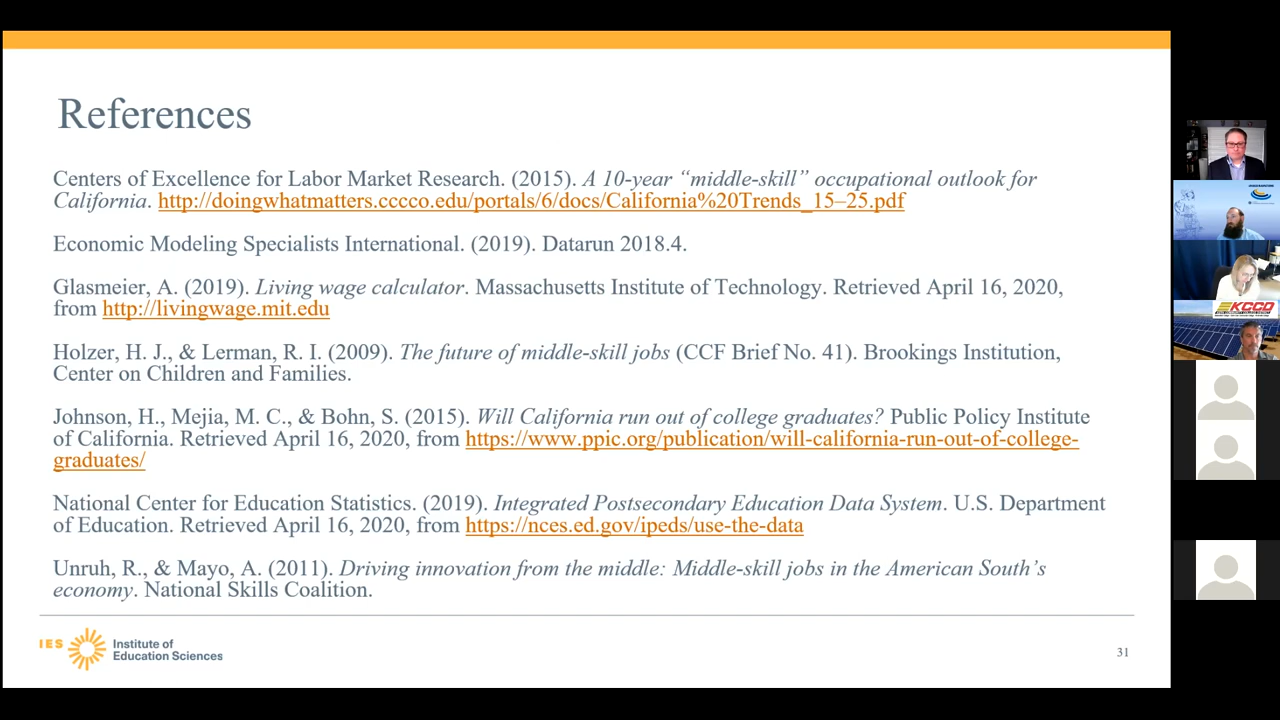 References
Centers of Excellence for Labor Market Research. (2015). A 10-year “middle-skill” occupational outlook for
California. http://doingwhatmatters.cccco.edu/portals/6/docs/California%20Trends_15–25.pdf
Economic Modeling Specialists International. (2019). Datarun 2018.4.
Glasmeier, A. (2019). Living wage calculator. Massachusetts Institute of Technology. Retrieved April 16, 2020,
from http://livingwage.mit.edu
Holzer, H. J., & Lerman, R. I. (2009). The future of middle-skill jobs (CCF Brief No. 41). Brookings Institution,
Center on Children and Families.
Johnson, H., Mejia, M. C., & Bohn, S. (2015). Will California run out of college graduates? Public Policy Institute
of California. Retrieved April 16, 2020, from https://www.ppic.org/publication/will-california-run-out-of-college-
graduates/
National Center for Education Statistics. (2019). Integrated Postsecondary Education Data System. U.S. Department
of Education. Retrieved April 16, 2020, from https://nces.ed.gov/ipeds/use-the-data
Unruh, R., & Mayo, A. (2011). Driving innovation from the middle: Middle-skill jobs in the American South’s
economy. National Skills Coalition.
IES Institute of
Education Sciences
31
KCCD